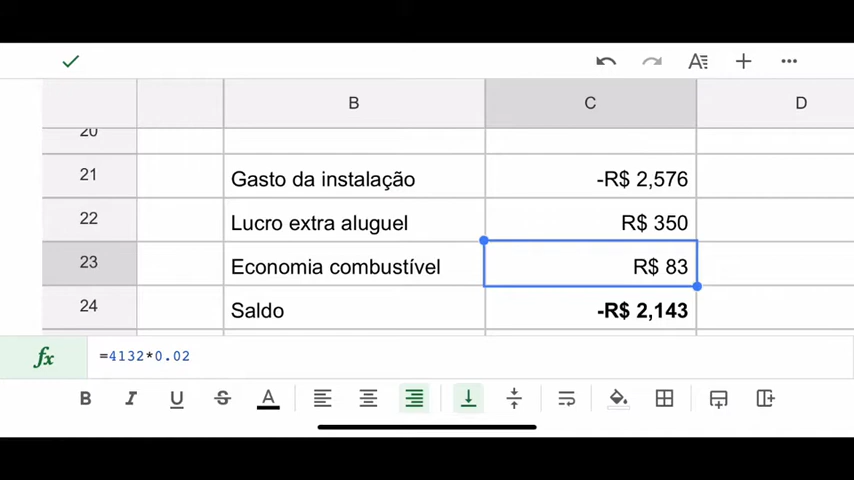 B C D
20
21 Gasto da instalação -R$ 2,576
22 Lucro extra aluguel R$ 350
23 Economia combustível R$ 83
24 Saldo -R$ 2,143
fx =4132*0.02
B I U S A